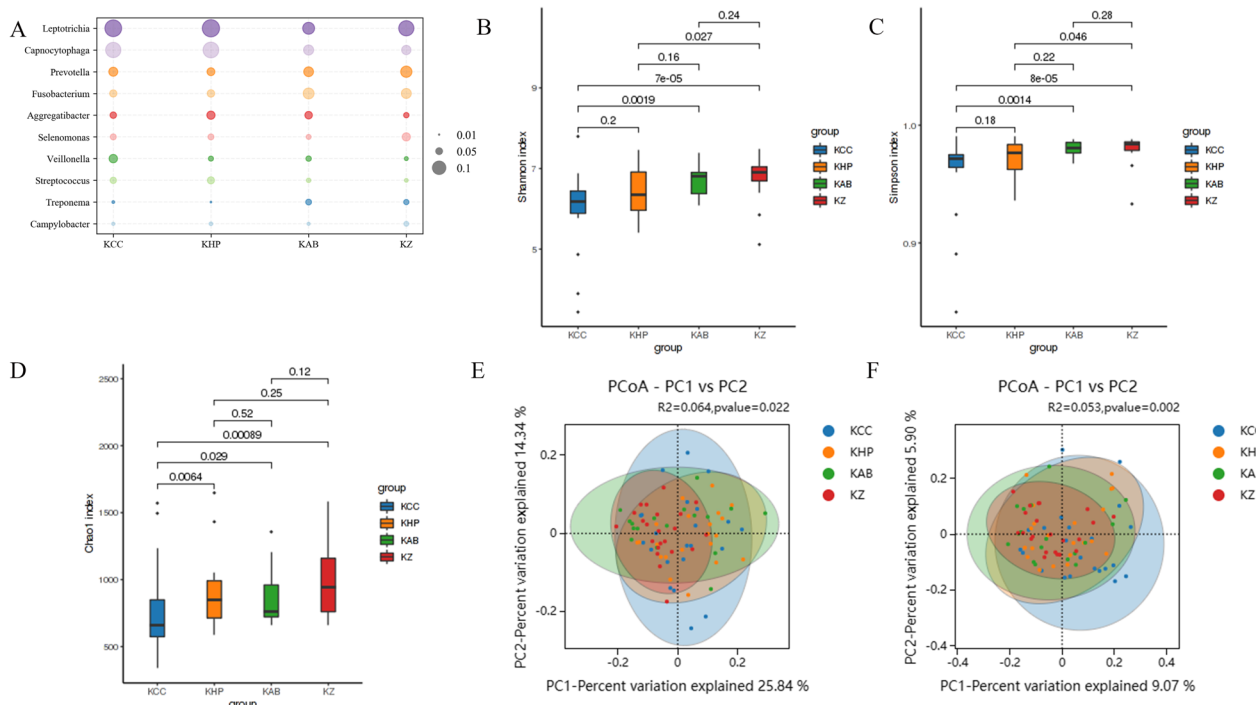 A
Leptotrichia
Capnocytophaga
Prevotella
Fusobacterium
Aggregatibacter
Selenomonas
Veillonella
Streptococcus
Treponema
Campylobacter
KCC KHP KAB KZ
0.01
0.05
0.1
B
0.24
0.027
0.16
7e-05
0.0019
0.2
9
7
5
Shannon index
KCC KHP KAB KZ
group
group
KCC
KHP
KAB
KZ
C
0.28
0.046
0.22
8e-05
0.0014
0.18
1.0
0.9
Simpson index
KCC KHP KAB KZ
group
group
KCC
KHP
KAB
KZ
D
0.12
0.25
0.52
0.00089
0.029
0.0064
2500
2000
1500
1000
500
Chao1 index
KCC KHP KAB KZ
group
group
KCC
KHP
KAB
KZ
E
PCoA - PC1 vs PC2
R2=0.064,pvalue=0.022
PC2-Percent variation explained 14.34 %
0.2
0
-0.2
-0.2 0 0.2
PC1-Percent variation explained 25.84 %
KCC
KHP
KAB
KZ
F
PCoA - PC1 vs PC2
R2=0.053,pvalue=0.002
PC2-Percent variation explained 5.90 %
0.2
0
-0.2
-0.4
-0.4 -0.2 0 0.2 0.4
PC1-Percent variation explained 9.07 %
KC
KH
KA
KZ